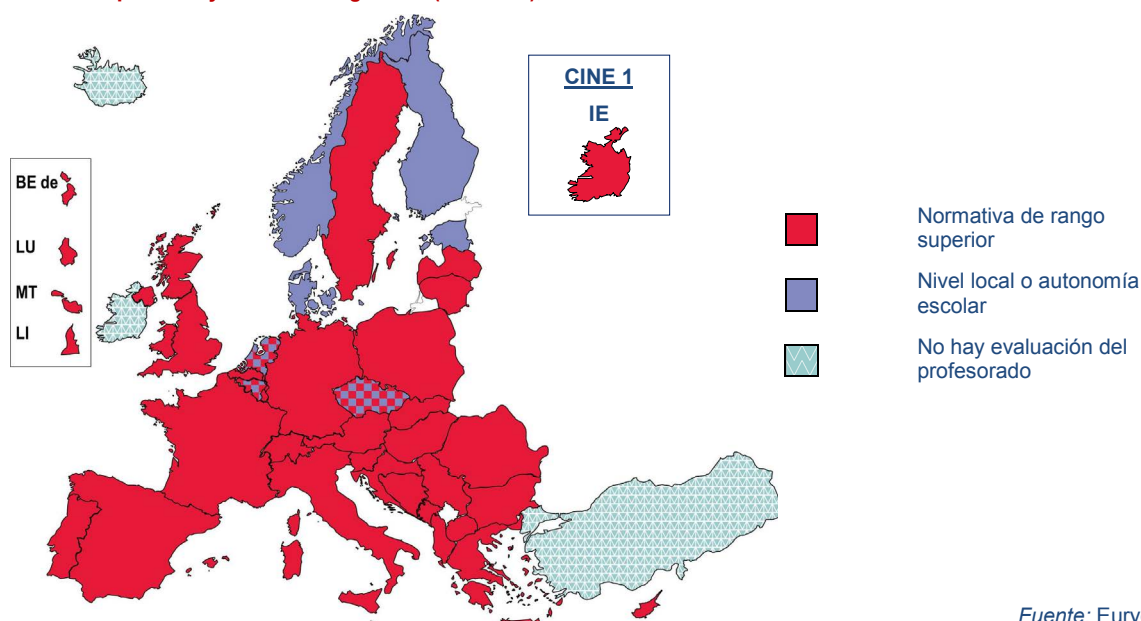 CINE 1
IE
BE de
LU
MT
LI
Normativa de rango
superior
Nivel local o autonomía
escolar
No hay evaluación del
profesorado
Fuente: Eury